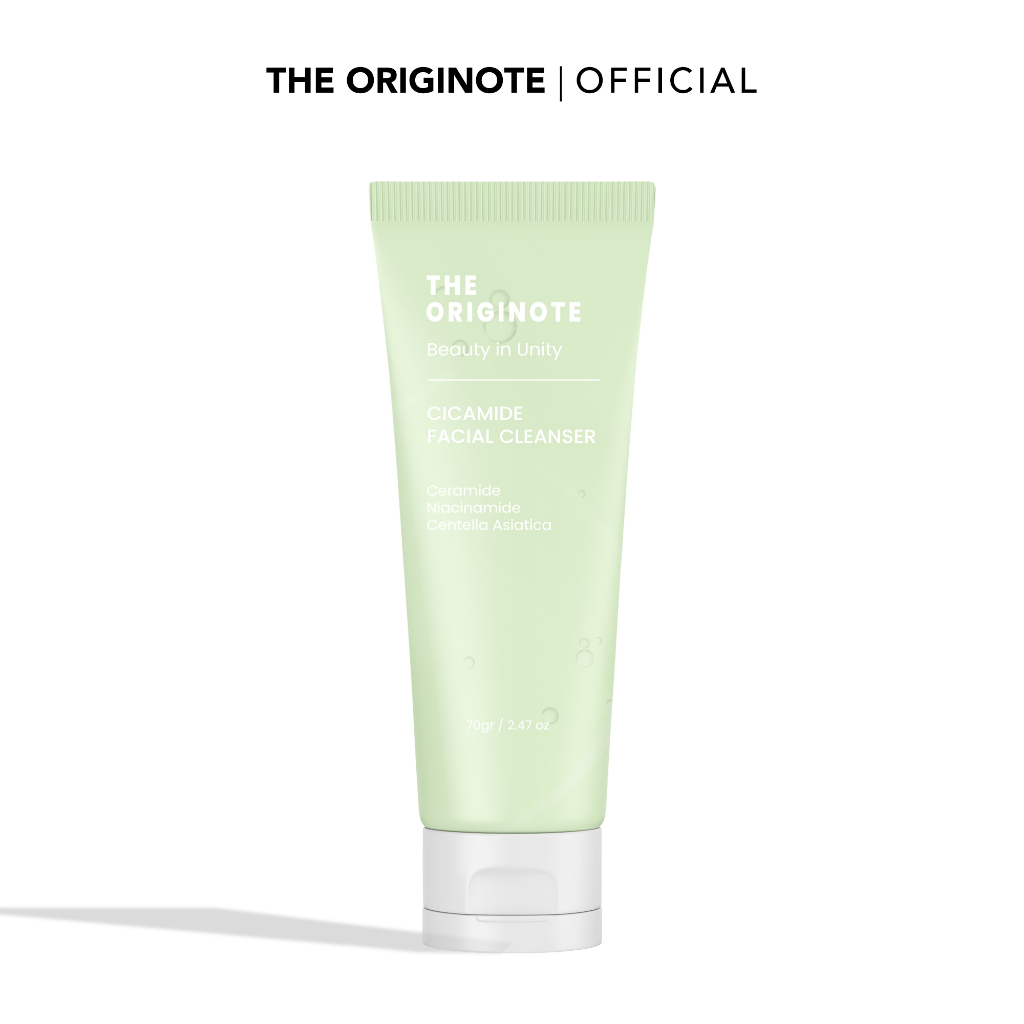 THE ORIGINOTE | OFFICIAL
THE
ORIGINOTE
Beauty in Unity
CICAMIDE
FACIAL CLEANSER
Ceramide
Niacinamide
Centella Asiatica
70gr / 2.47 oz